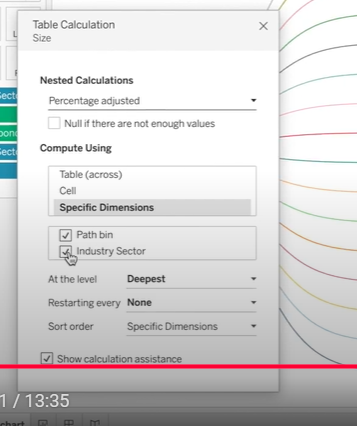 Table Calculation
Size
Nested Calculations
Percentage adjusted
Null if there are not enough values
Compute Using
Table (across)
Cell
Specific Dimensions
Path bin
Industry Sector
At the level Deepest
Restarting every None
Sort order Specific Dimensions
Show calculation assistance
1 / 13:35
chart